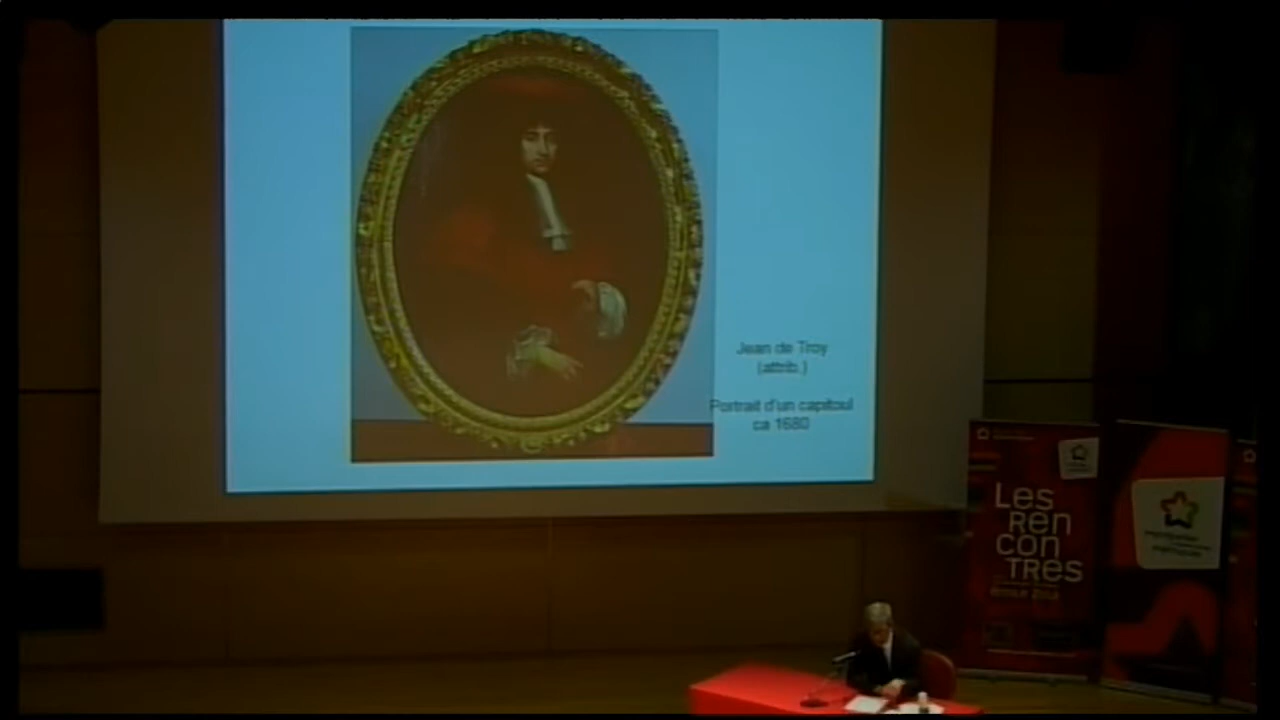 Jean de Troy
(attrib.)
Portrait d'un capitoul
ca 1680
Les
Ren
con
TRes